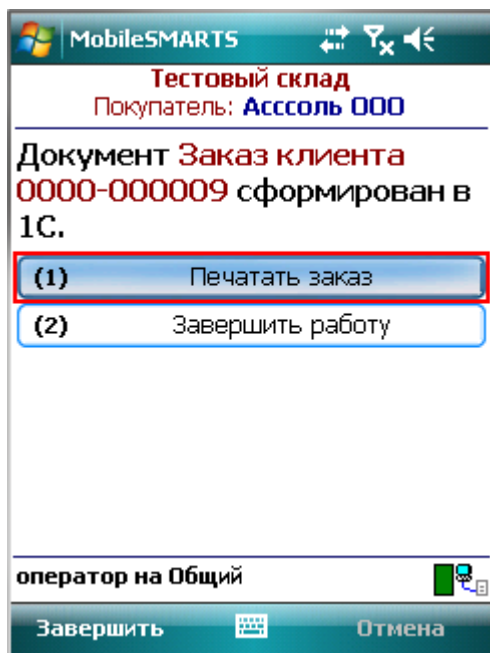 MobileSMARTS
Тестовый склад
Покупатель: Асссоль ООО
Документ Заказ клиента
0000-000009 сформирован в
1С.
(1) Печатать заказ
(2) Завершить работу
оператор на Общий
Завершить Отмена